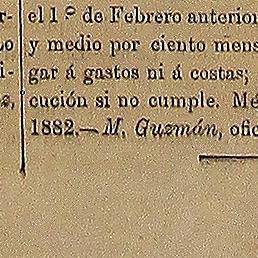 r-
el 1º de Febrero anterior
y medio por ciento mens
i-
gar á gastos ni á costas;
cución si no cumple. Mé
1882.—M. Guzmán, ofic